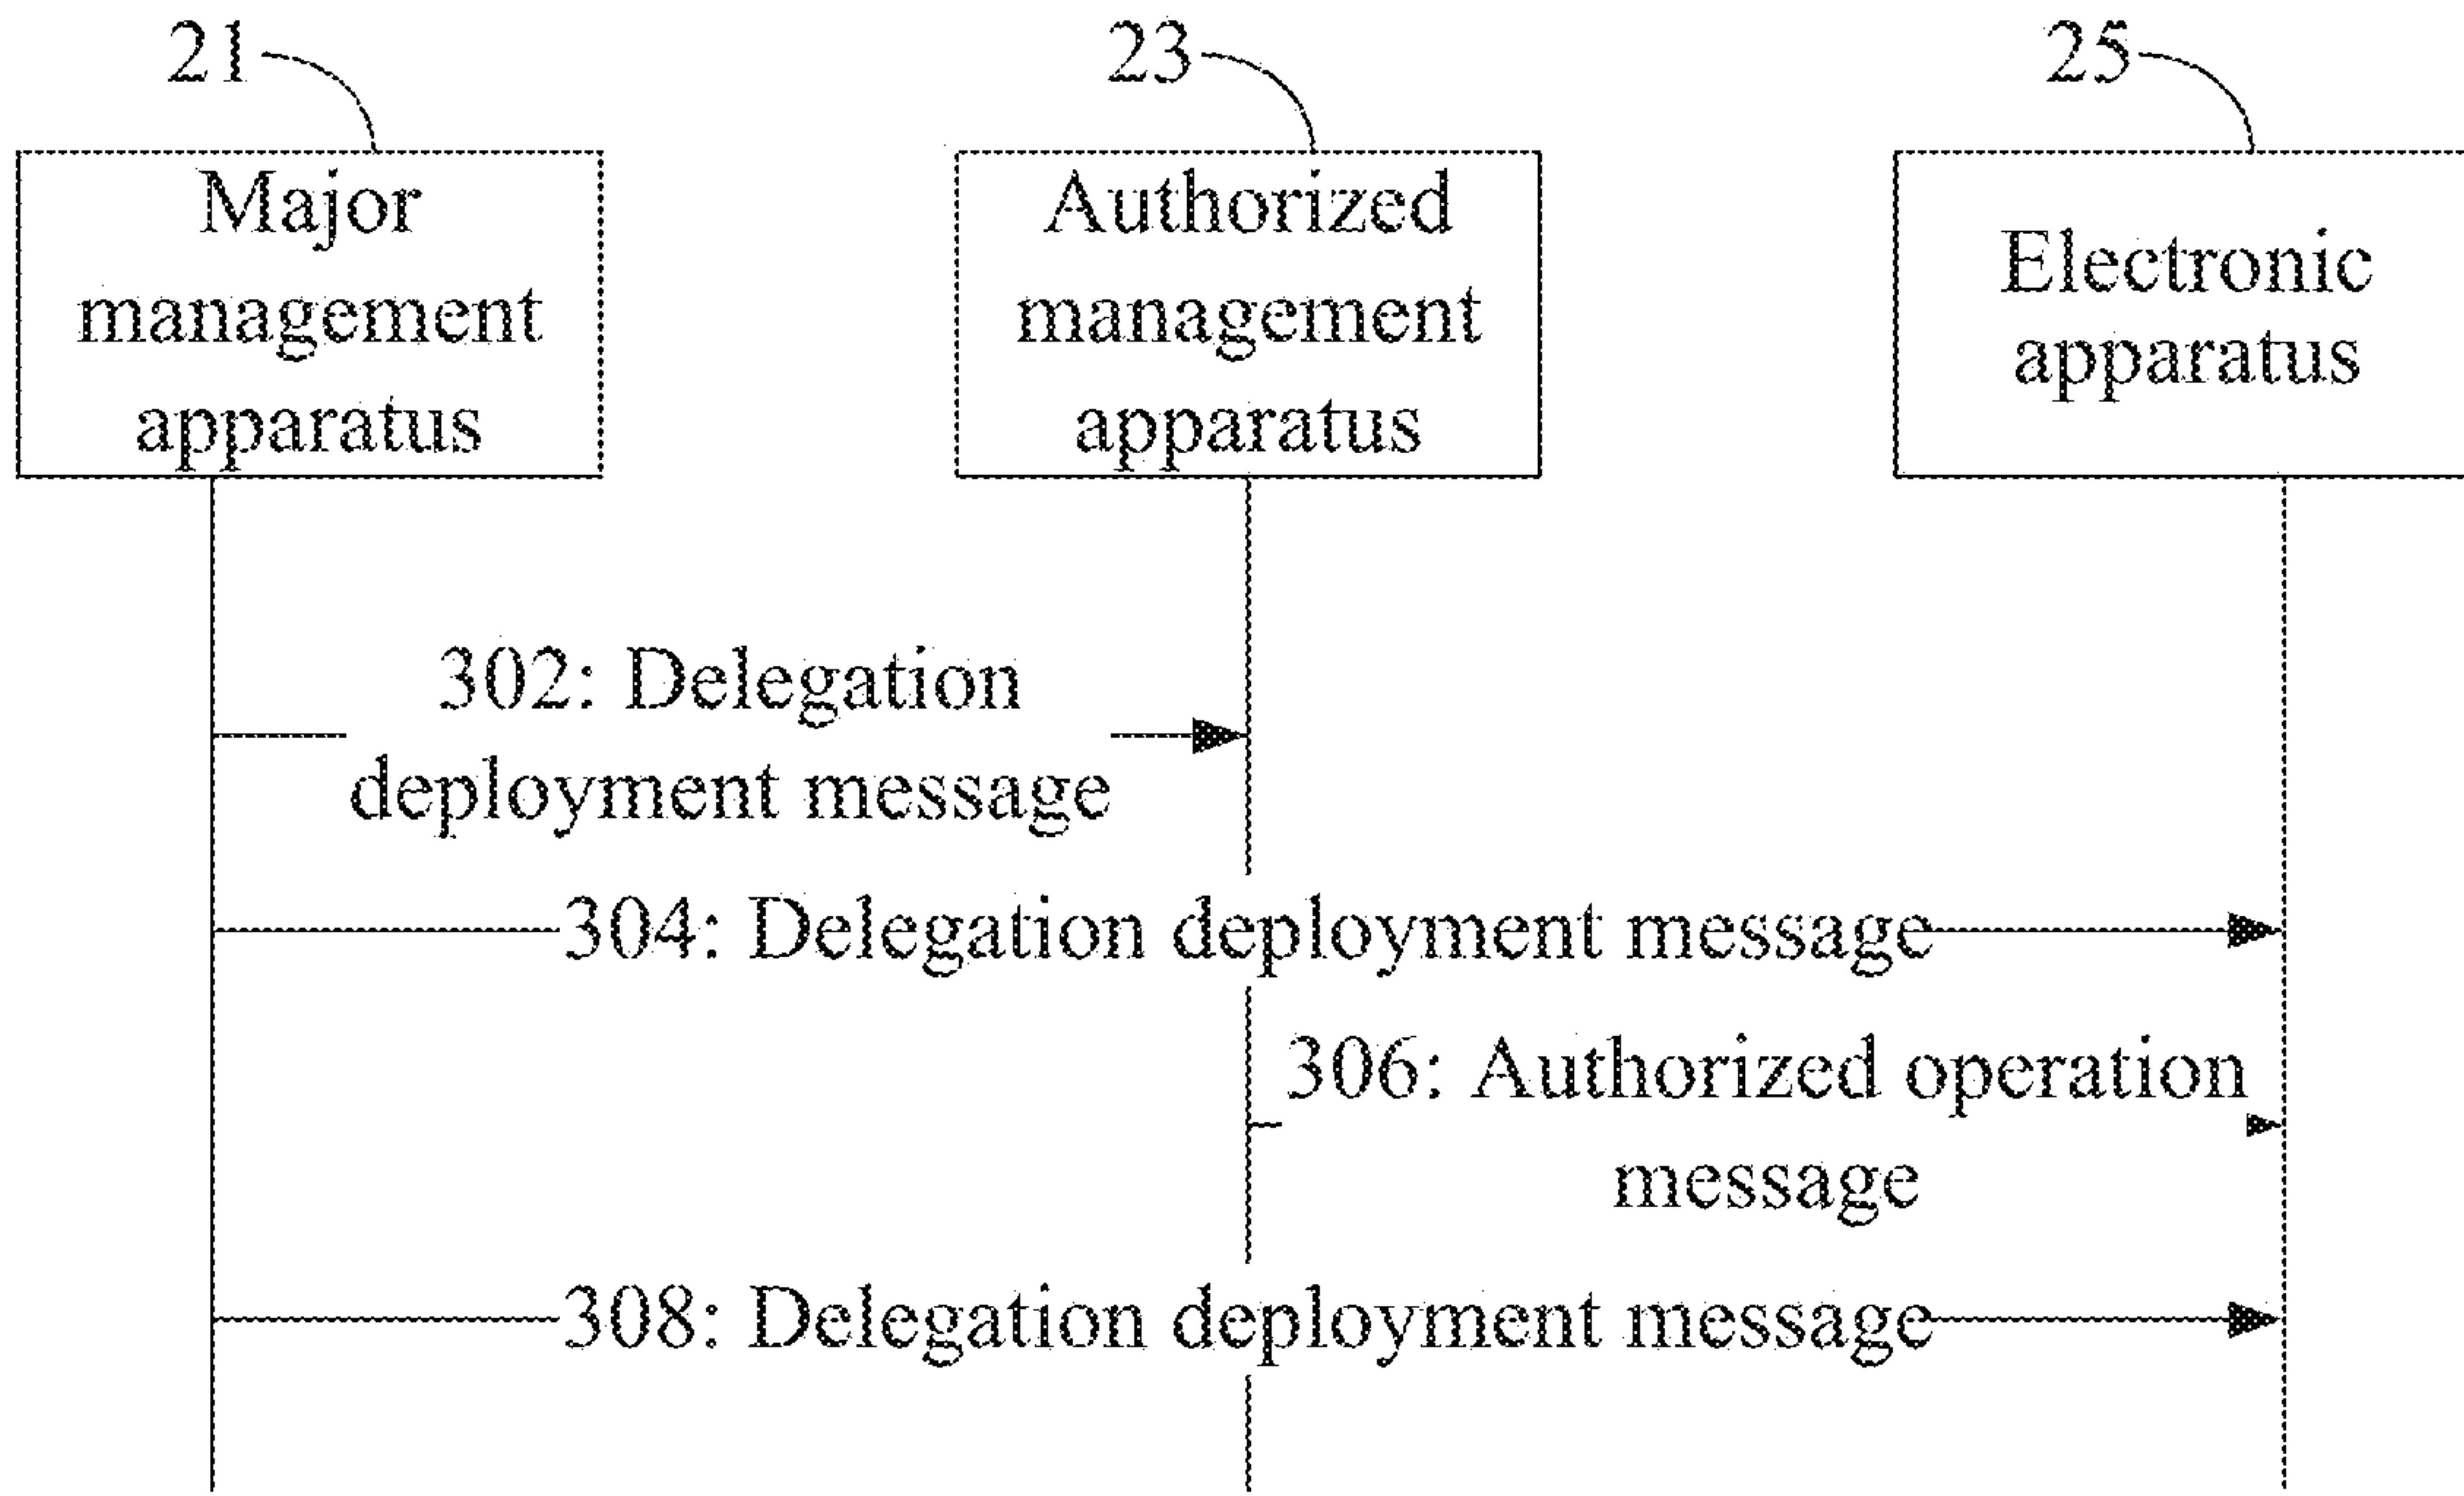 21
23
25
Major
management
apparatus
Authorized
management
apparatus
Electronic
apparatus
302: Delegation
deployment message
304: Delegation deployment message
306: Authorized operation
message
308: Delegation deployment message